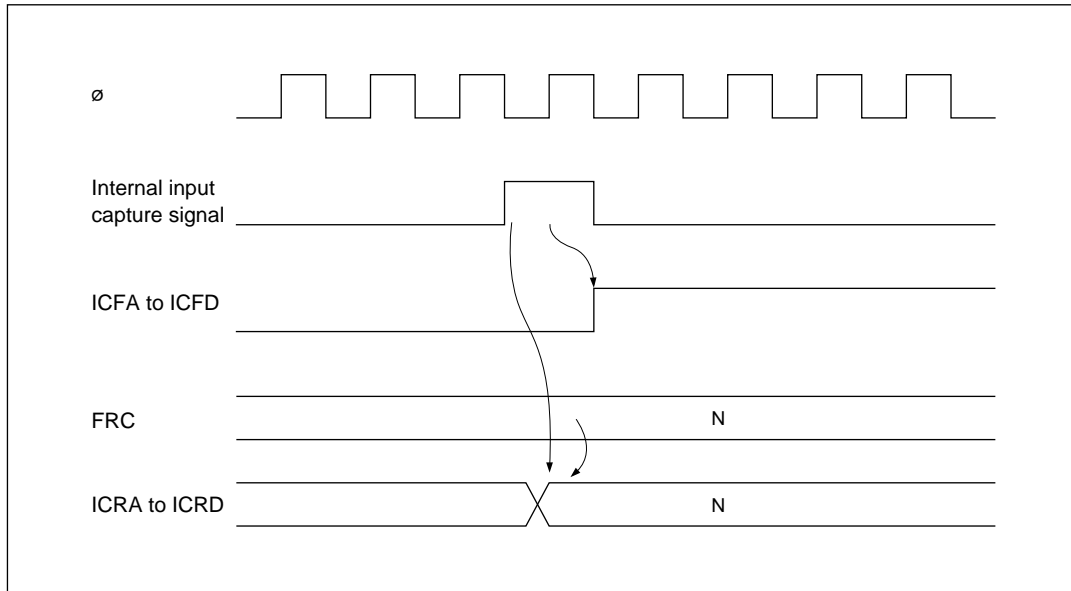 ø
Internal input
capture signal
ICFA to ICFD
FRC
N
ICRA to ICRD
N